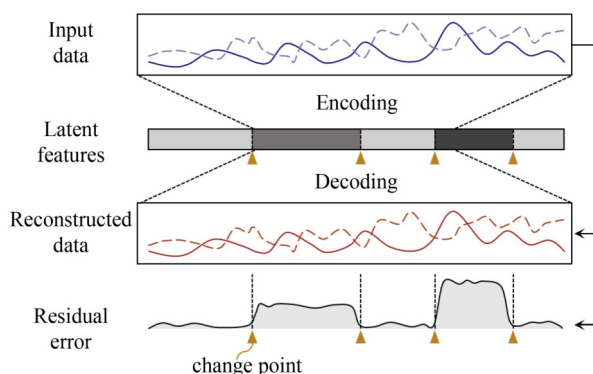 Input
data
Encoding
Latent
features
Decoding
Reconstructed
data
Residual
error
change point